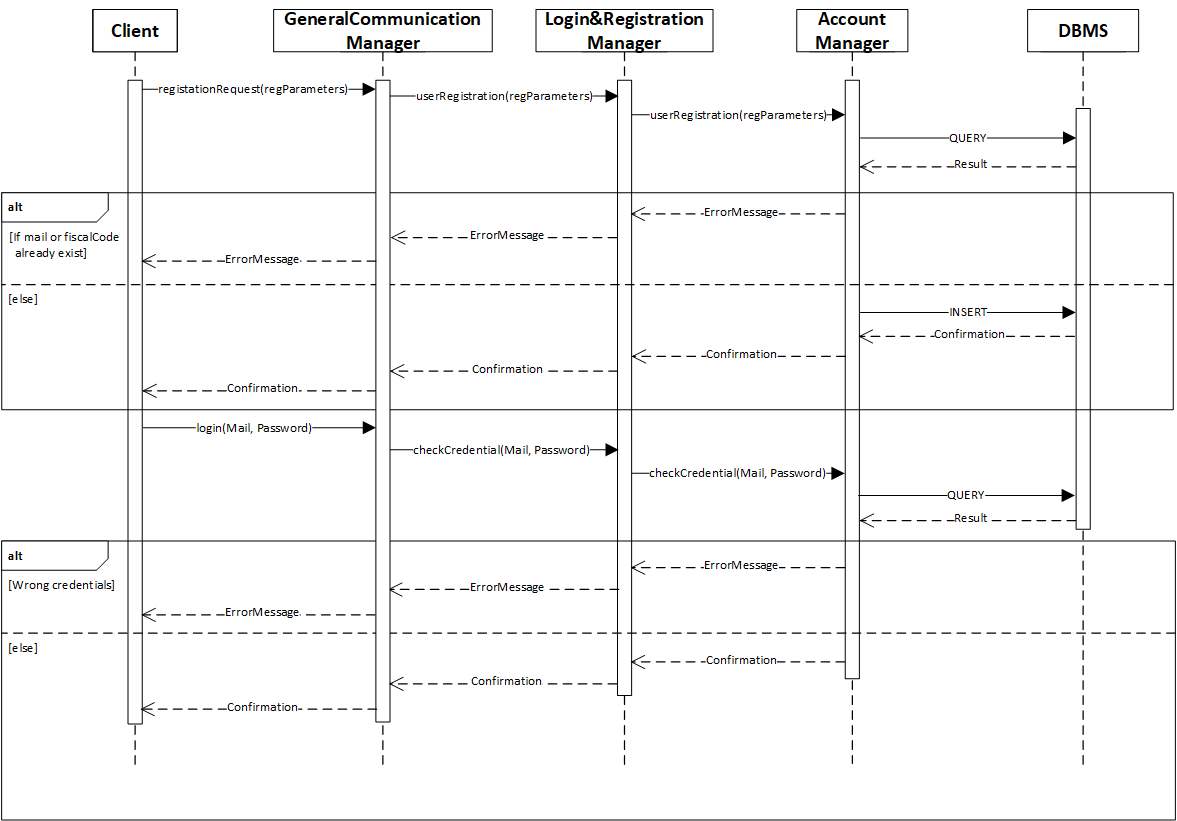 Client
GeneralCommunication
Manager
Login&Registration
Manager
Account
Manager
DBMS
registationRequest(regParameters)
userRegistration(regParameters)
userRegistration(regParameters)
QUERY
Result
alt
[If mail or fiscalCode
already exist]
ErrorMessage
ErrorMessage
ErrorMessage
[else]
INSERT
Confirmation
Confirmation
Confirmation
Confirmation
login(Mail, Password)
checkCredential(Mail, Password)
checkCredential(Mail, Password)
QUERY
Result
alt
[Wrong credentials]
ErrorMessage
ErrorMessage
ErrorMessage
[else]
Confirmation
Confirmation
Confirmation